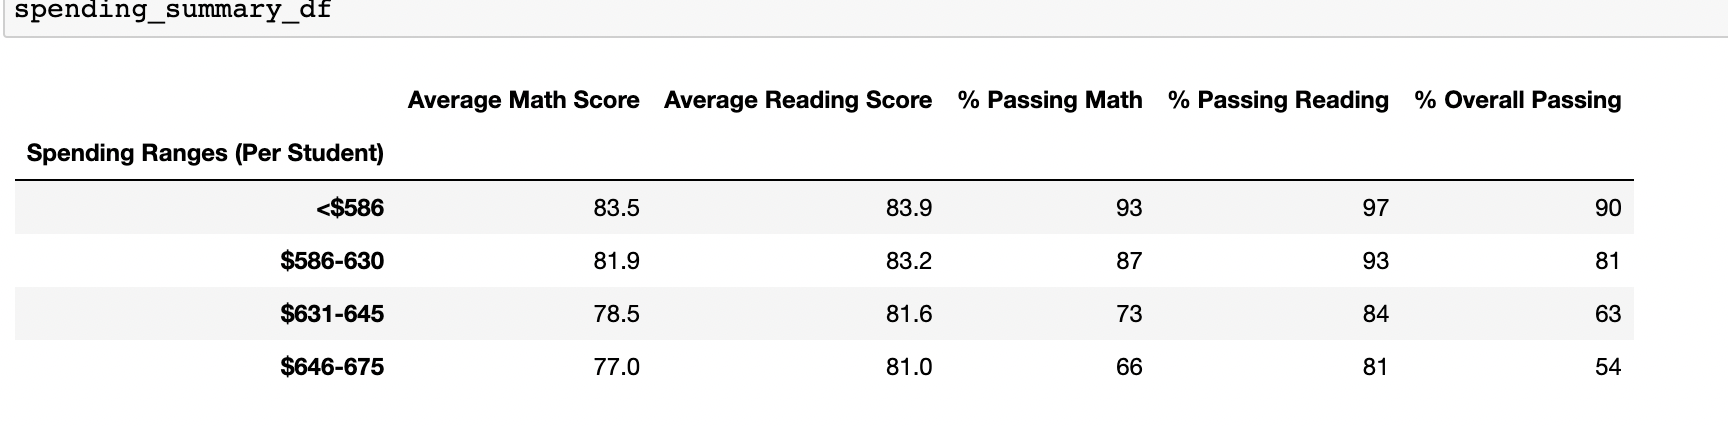 spending_summary_df
Average Math Score Average Reading Score % Passing Math % Passing Reading % Overall Passing
Spending Ranges (Per Student)
<$586 83.5 83.9 93 97 90
$586-630 81.9 83.2 87 93 81
$631-645 78.5 81.6 73 84 63
$646-675 77.0 81.0 66 81 54